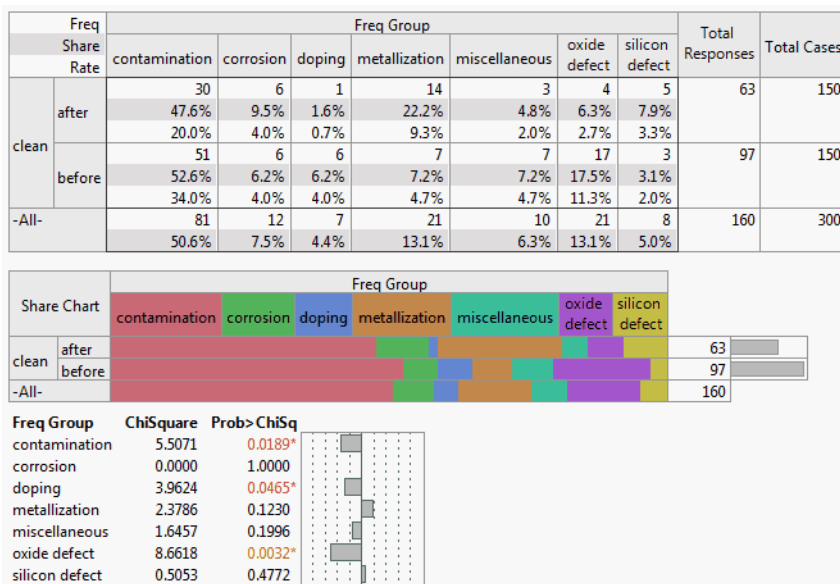 Freq
Share
Rate
Freq Group
Total Responses
Total Cases
contamination corrosion doping metallization miscellaneous oxide defect silicon defect
clean
after
30 6 1 14 3 4 5 63 150
47.6% 9.5% 1.6% 22.2% 4.8% 6.3% 7.9%
20.0% 4.0% 0.7% 9.3% 2.0% 2.7% 3.3%
before
51 6 6 7 7 17 3 97 150
52.6% 6.2% 6.2% 7.2% 7.2% 17.5% 3.1%
34.0% 4.0% 4.0% 4.7% 4.7% 11.3% 2.0%
-All- 81 12 7 21 10 21 8 160 300
50.6% 7.5% 4.4% 13.1% 6.3% 13.1% 5.0%
Share Chart
Freq Group
contamination corrosion doping metallization miscellaneous oxide defect silicon defect
clean
after 63
before 97
-All- 160
Freq Group ChiSquare Prob>ChiSq
contamination 5.5071 0.0189*
corrosion 0.0000 1.0000
doping 3.9624 0.0465*
metallization 2.3786 0.1230
miscellaneous 1.6457 0.1996
oxide defect 8.6618 0.0032*
silicon defect 0.5053 0.4772